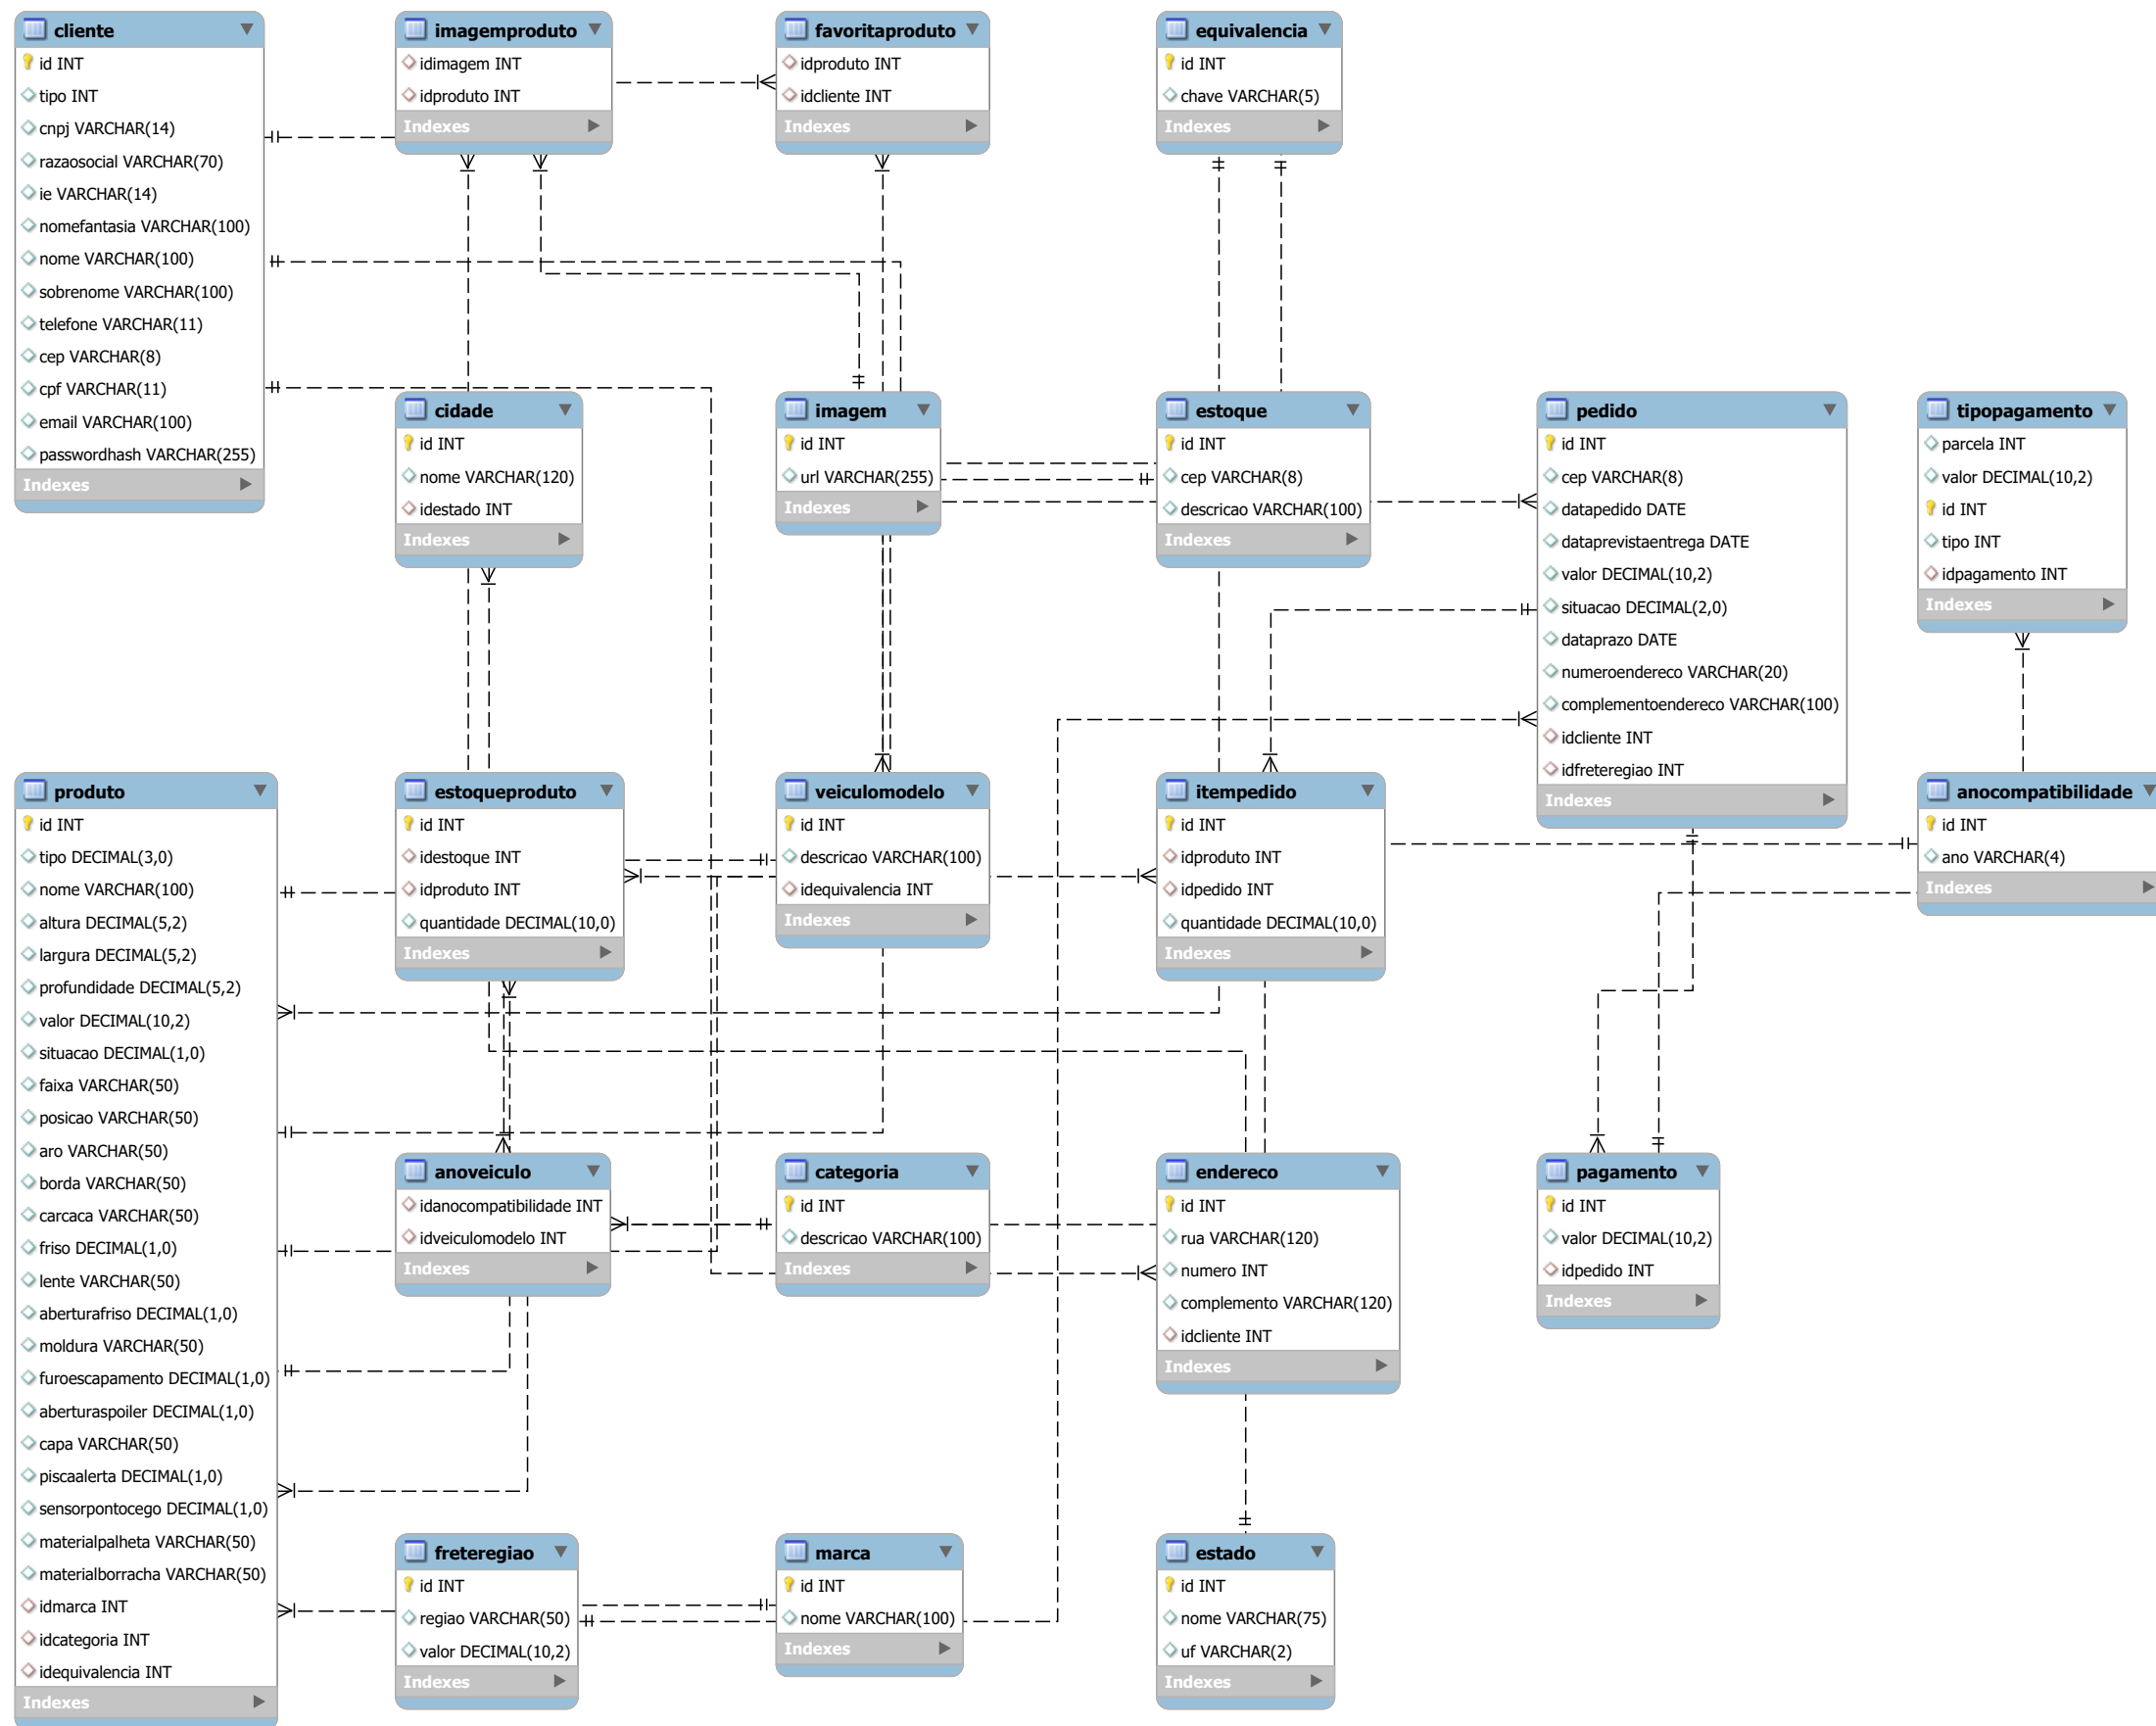 cliente
id INT
tipo INT
cnpj VARCHAR(14)
razaosocial VARCHAR(70)
ie VARCHAR(14)
nomefantasia VARCHAR(100)
nome VARCHAR(100)
sobrenome VARCHAR(100)
telefone VARCHAR(11)
cep VARCHAR(8)
cpf VARCHAR(11)
email VARCHAR(100)
passwordhash VARCHAR(255)
Indexes
imagemproduto
idimagem INT
idproduto INT
Indexes
favoritaproduto
idproduto INT
idcliente INT
Indexes
equivalencia
id INT
chave VARCHAR(5)
Indexes
cidade
id INT
nome VARCHAR(120)
idestado INT
Indexes
imagem
id INT
url VARCHAR(255)
Indexes
estoque
id INT
cep VARCHAR(8)
descricao VARCHAR(100)
Indexes
pedido
id INT
cep VARCHAR(8)
datapedido DATE
dataprevistaentrega DATE
valor DECIMAL(10,2)
situacao DECIMAL(2,0)
dataprazo DATE
numeroendereco VARCHAR(20)
complementoendereco VARCHAR(100)
idcliente INT
idfreteregiao INT
Indexes
tipopagamento
parcela INT
valor DECIMAL(10,2)
id INT
tipo INT
idpagamento INT
Indexes
produto
id INT
tipo DECIMAL(3,0)
nome VARCHAR(100)
altura DECIMAL(5,2)
largura DECIMAL(5,2)
profundidade DECIMAL(5,2)
valor DECIMAL(10,2)
situacao DECIMAL(1,0)
faixa VARCHAR(50)
posicao VARCHAR(50)
aro VARCHAR(50)
borda VARCHAR(50)
carcaca VARCHAR(50)
friso DECIMAL(1,0)
lente VARCHAR(50)
aberturafriso DECIMAL(1,0)
moldura VARCHAR(50)
furoescapamento DECIMAL(1,0)
aberturaspoiler DECIMAL(1,0)
capa VARCHAR(50)
piscaalerta DECIMAL(1,0)
sensorpontocego DECIMAL(1,0)
materialpalheta VARCHAR(50)
materialborracha VARCHAR(50)
idmarca INT
idcategoria INT
idequivalencia INT
Indexes
estoqueproduto
id INT
idestoque INT
idproduto INT
quantidade DECIMAL(10,0)
Indexes
veiculomodelo
id INT
descricao VARCHAR(100)
idequivalencia INT
Indexes
itempedido
id INT
idproduto INT
idpedido INT
quantidade DECIMAL(10,0)
Indexes
anocompatibilidade
id INT
ano VARCHAR(4)
Indexes
anoveiculo
idanocompatibilidade INT
idveiculomodelo INT
Indexes
categoria
id INT
descricao VARCHAR(100)
Indexes
endereco
id INT
rua VARCHAR(120)
numero INT
complemento VARCHAR(120)
idcliente INT
Indexes
pagamento
id INT
valor DECIMAL(10,2)
idpedido INT
Indexes
freteregiao
id INT
regiao VARCHAR(50)
valor DECIMAL(10,2)
Indexes
marca
id INT
nome VARCHAR(100)
Indexes
estado
id INT
nome VARCHAR(75)
uf VARCHAR(2)
Indexes